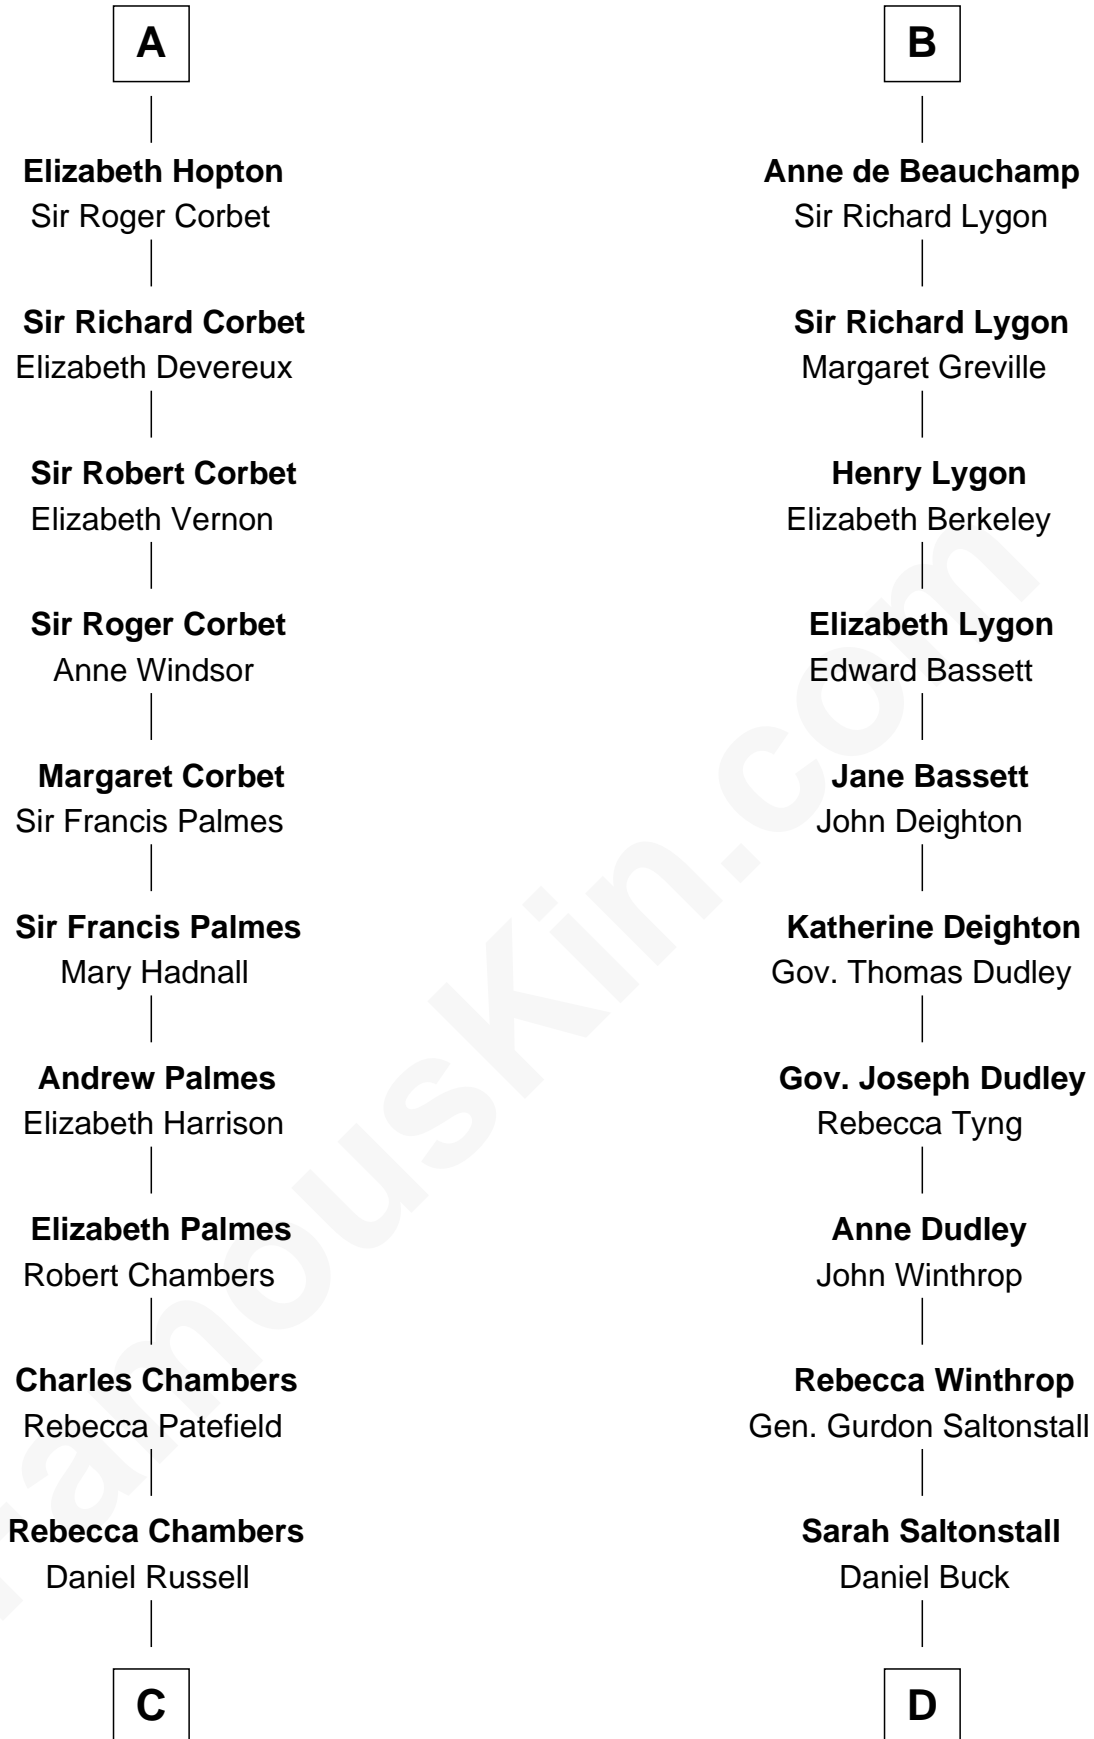 A
Elizabeth Hopton
Sir Roger Corbet
Sir Richard Corbet
Elizabeth Devereux
Sir Robert Corbet
Elizabeth Vernon
Sir Roger Corbet
Anne Windsor
Margaret Corbet
Sir Francis Palmes
Sir Francis Palmes
Mary Hadnall
Andrew Palmes
Elizabeth Harrison
Elizabeth Palmes
Robert Chambers
Charles Chambers
Rebecca Patefield
Rebecca Chambers
Daniel Russell
C
B
Anne de Beauchamp
Sir Richard Lygon
Sir Richard Lygon
Margaret Greville
Henry Lygon
Elizabeth Berkeley
Elizabeth Lygon
Edward Bassett
Jane Bassett
John Deighton
Katherine Deighton
Gov. Thomas Dudley
Gov. Joseph Dudley
Rebecca Tyng
Anne Dudley
John Winthrop
Rebecca Winthrop
Gen. Gurdon Saltonstall
Sarah Saltonstall
Daniel Buck
D
FamousKin.com